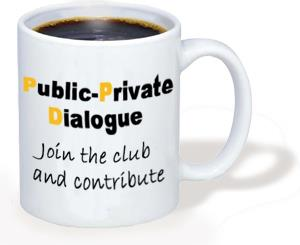 Public-Private
Dialogue
Join the club
and contribute